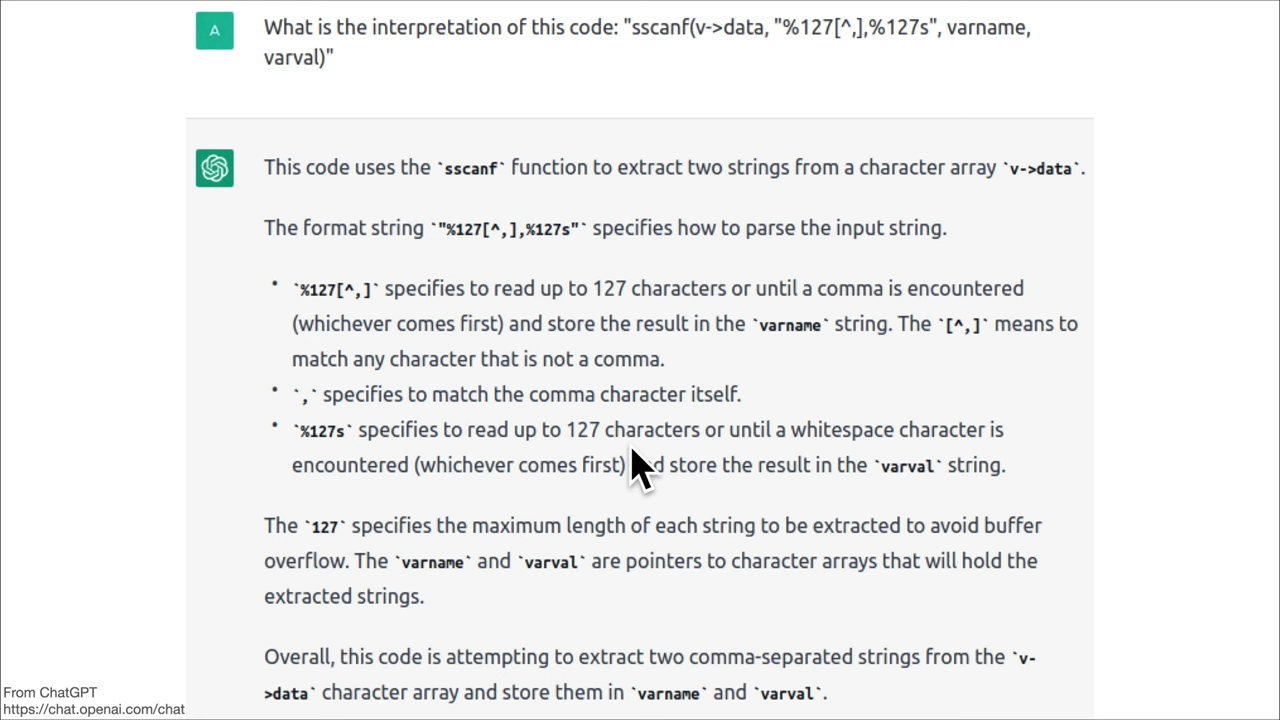 A
What is the interpretation of this code: "sscanf(v->data, "%127[^,],%127s", varname,
varval)"
This code uses the `sscanf` function to extract two strings from a character array `v->data`.
The format string `"%127[^,],%127s"` specifies how to parse the input string.
• `%127[^,]` specifies to read up to 127 characters or until a comma is encountered
(whichever comes first) and store the result in the `varname` string. The `[^,]` means to
match any character that is not a comma.
• `,` specifies to match the comma character itself.
• `%127s` specifies to read up to 127 characters or until a whitespace character is
encountered (whichever comes first) store the result in the `varval` string.
The `127` specifies the maximum length of each string to be extracted to avoid buffer
overflow. The `varname` and `varval` are pointers to character arrays that will hold the
extracted strings.
Overall, this code is attempting to extract two comma-separated strings from the `v-
>data` character array and store them in `varname` and `varval`.
From ChatGPT
https://chat.openai.com/chat